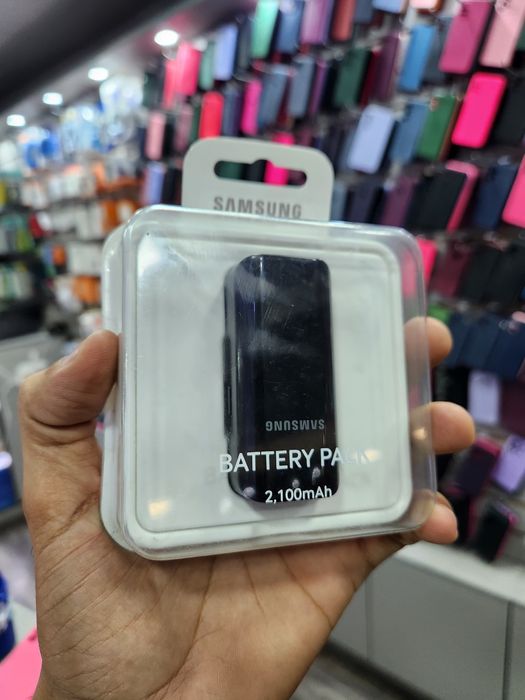 SAMSUNG
SAMSUNG
BATTERY PACK
2,100mAh